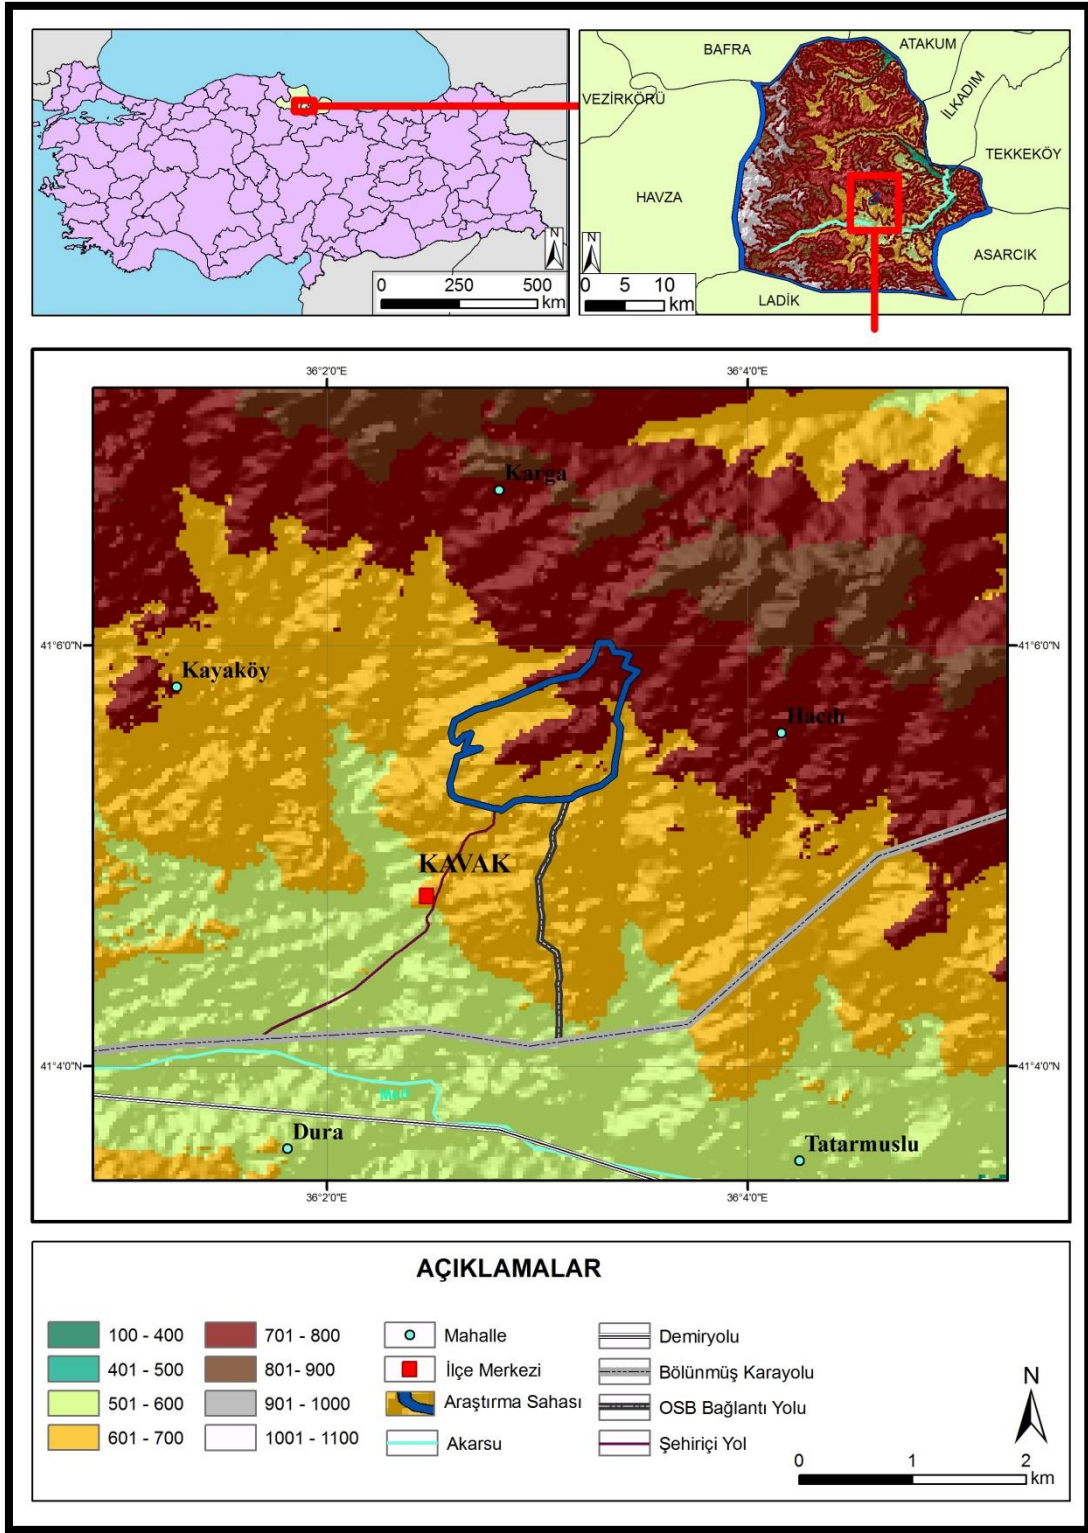 N
0 250 500
km
BAFRA
ATAKUM
VEZİRKÖRÜ
İLKADIM
TEKKEKÖY
HAVZA
ASARCIK
LADİK
N
0 5 10
km
36°2'0"E 36°4'0"E
Karga
41°6'0"N 41°6'0"N
Kayaköy
Hacılı
KAVAK
41°4'0"N 41°4'0"N
Mert
Dura
Tatarmuslu
36°2'0"E 36°4'0"E
AÇIKLAMALAR
100 - 400
401 - 500
501 - 600
601 - 700
701 - 800
801- 900
901 - 1000
1001 - 1100
Mahalle
İlçe Merkezi
Araştırma Sahası
Akarsu
Demiryolu
Bölünmüş Karayolu
OSB Bağlantı Yolu
Şehiriçi Yol
N
0 1 2
km